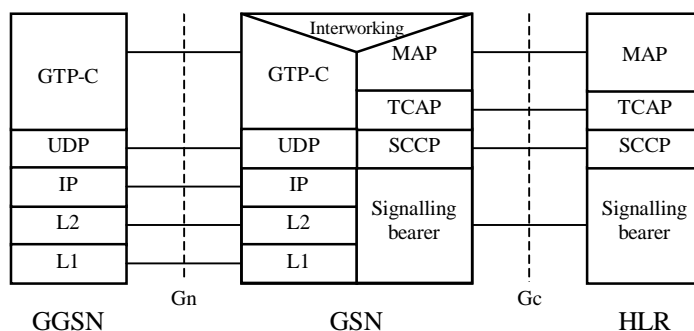 Interworking
GTP-C
GTP-C
MAP
MAP
TCAP
TCAP
UDP
UDP
SCCP
SCCP
IP
IP
L2
L2
Signalling
bearer
Signalling
bearer
L1
L1
Gn
Gc
GGSN
GSN
HLR